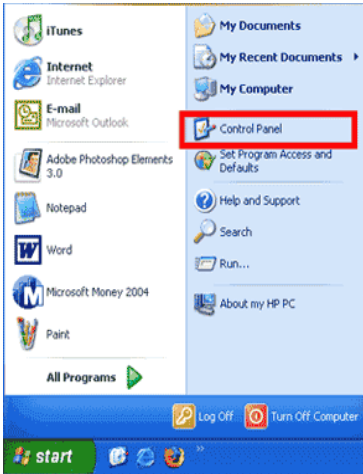 iTunes
Internet
Internet Explorer
E-mail
Microsoft Outlook
Adobe Photoshop Elements
3.0
Notepad
Word
Microsoft Money 2004
Paint
All Programs
My Documents
My Recent Documents
My Computer
Control Panel
Set Program Access and
Defaults
Help and Support
Search
Run...
About my HP PC
Log Off
Turn Off Computer
start